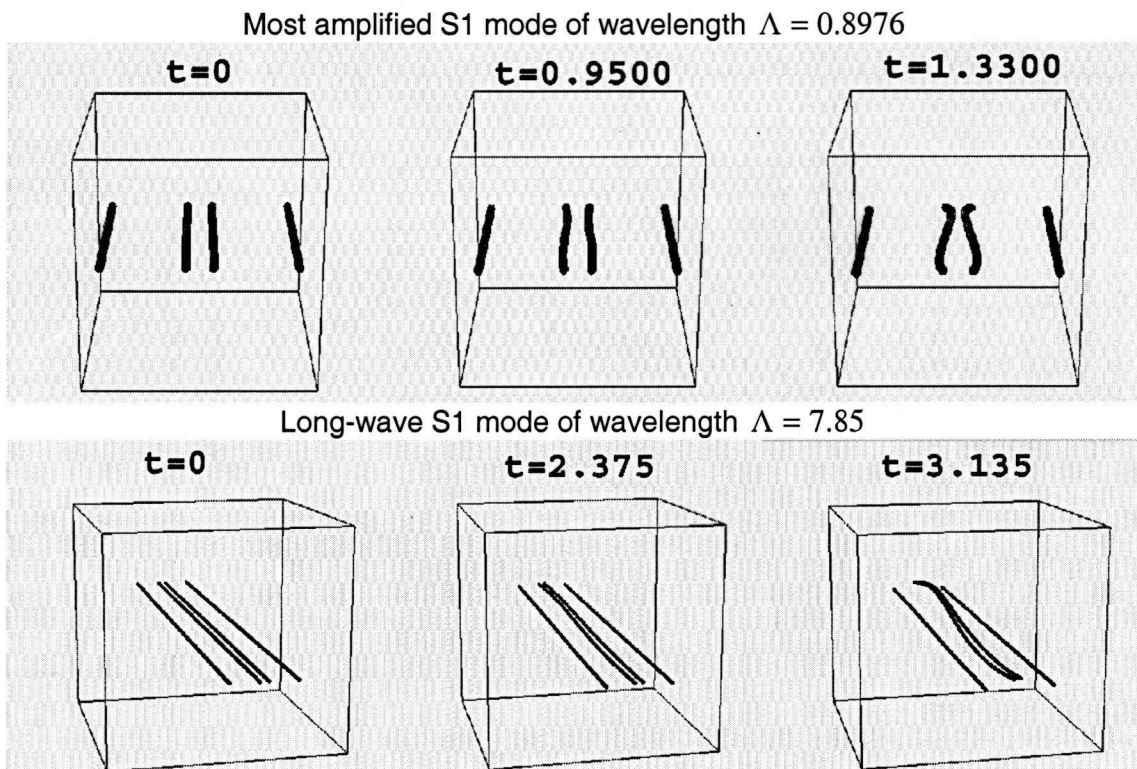 Most amplified S1 mode of wavelength Λ = 0.8976
t=0 t=0.9500 t=1.3300
Long-wave S1 mode of wavelength Λ = 7.85
t=0 t=2.375 t=3.135